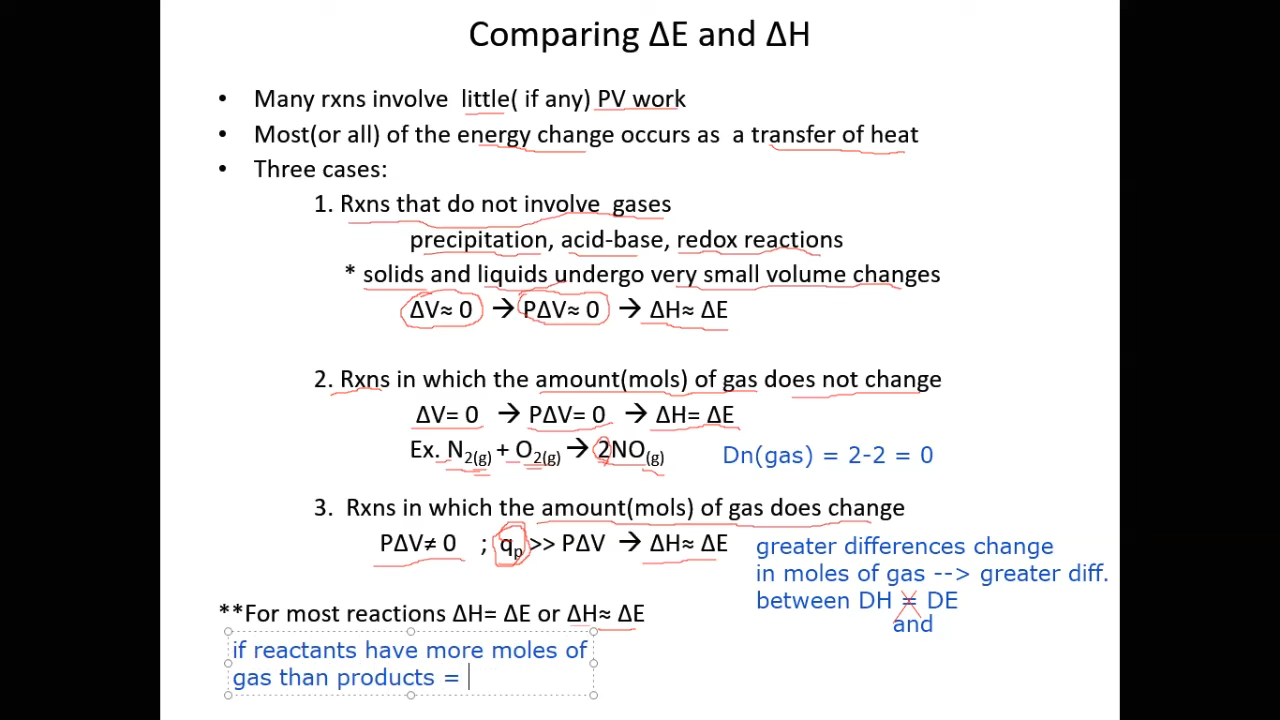 Comparing ΔE and ΔH
• Many rxns involve little( if any) PV work
• Most(or all) of the energy change occurs as a transfer of heat
• Three cases:
1. Rxns that do not involve gases
precipitation, acid-base, redox reactions
* solids and liquids undergo very small volume changes
ΔV≈ 0 → PΔV≈ 0 → ΔH≈ ΔE
2. Rxns in which the amount(mols) of gas does not change
ΔV= 0 → PΔV= 0 → ΔH= ΔE
Ex. N₂(g) + O₂(g) → 2NO(g) Dn(gas) = 2-2 = 0
3. Rxns in which the amount(mols) of gas does change
PΔV≠ 0 ; qp >> PΔV → ΔH≈ ΔE
greater differences change
in moles of gas --> greater diff.
between DH = DE
and
**For most reactions ΔH= ΔE or ΔH≈ ΔE
if reactants have more moles of
gas than products =